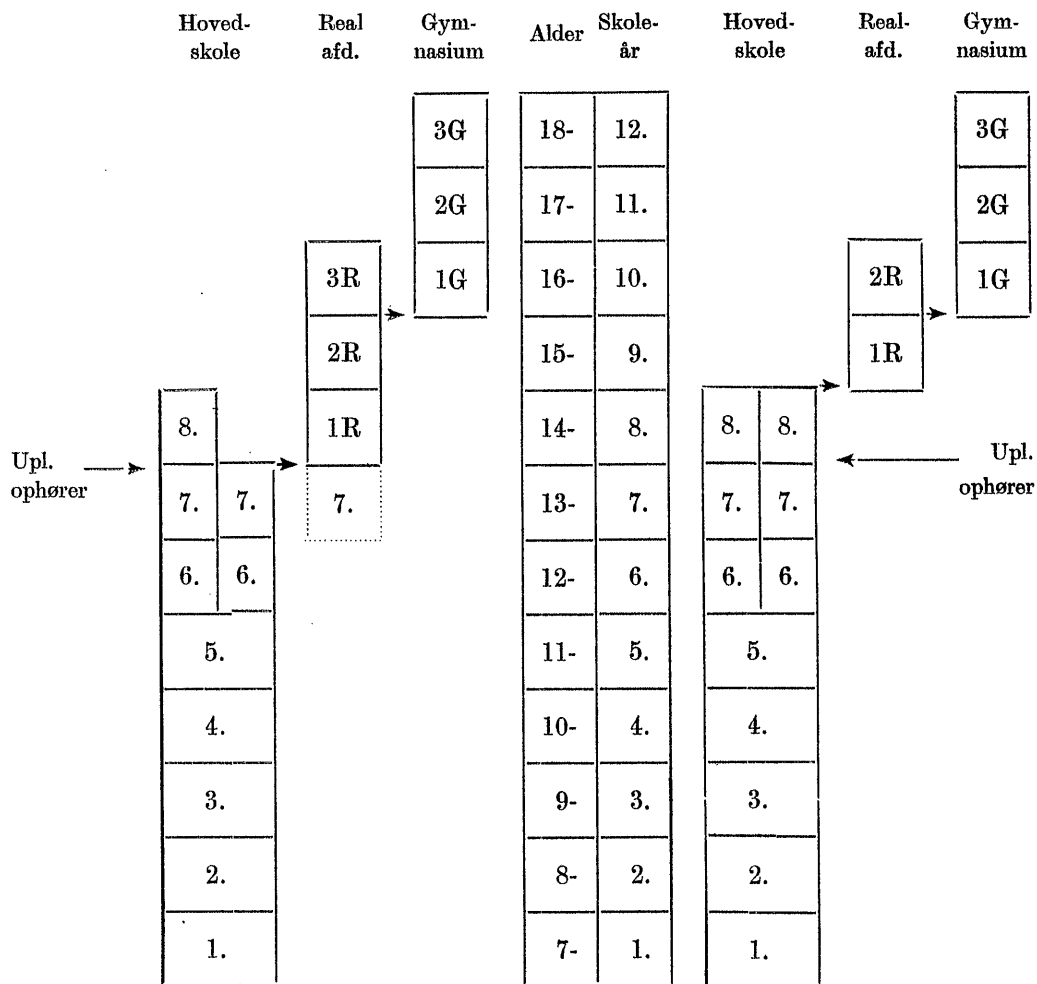 Hoved- Real Gym- Alder Skole- Hoved- Real- Gym-
skole afd. nasium år skole afd. nasium
3G 18- 12. 3G
2G 17- 11. 2G
3R 1G 16- 10. 2R 1G
2R 15- 9. 1R
8. 1R 14- 8. 8. 8.
Upl. Upl.
ophører ophører
7. 7. 7. 13- 7. 7. 7.
6. 6. 12- 6. 6. 6.
5. 11- 5. 5.
4. 10- 4. 4.
3. 9- 3. 3.
2. 8- 2. 2.
1. 7- 1. 1.